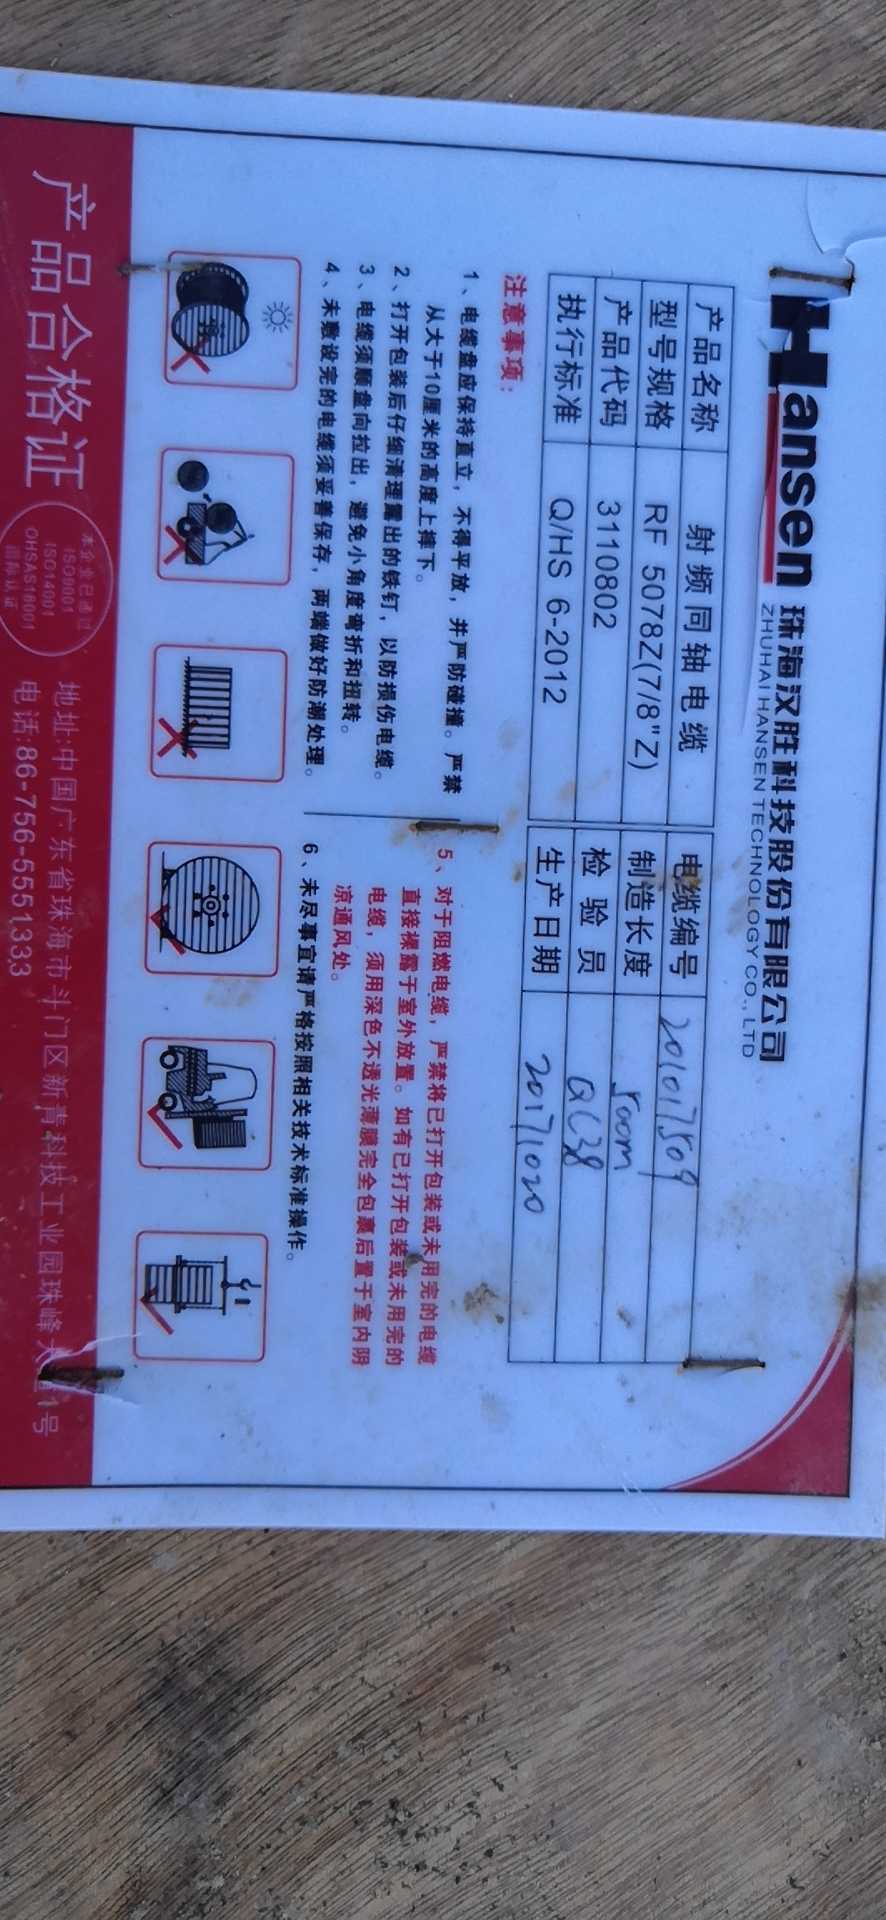 Hansen 珠海汉胜科技股份有限公司
ZHUHAI HANSEN TECHNOLOGY CO., LTD
产品名称 射频同轴电缆 电缆编号 201017509
型号规格 RF 5078Z(7/8"Z) 制造长度 500m
产品代码 3110802 检验员 QC38
执行标准 Q/HS 6-2012 生产日期 20171020
注意事项:
1、电缆盘应保持直立，不得平放，并严防碰撞。严禁
从大于10厘米的高度上摔下。
2、打开包装后仔细清理露出的铁钉，以防损伤电缆。
3、电缆须顺盘向拉出，避免小角度弯折和扭转。
4、未敷设完的电缆须妥善保存，两端做好防潮处理。
5、对于阻燃电缆，严禁将已打开包装或未用完的电缆
直接裸露于室外放置。如有已打开包装或未用完的
电缆，须用深色不透光薄膜完全包裹后置于室内阴
凉通风处。
6、未尽事宜请严格按照相关技术标准操作。
产品合格证
本企业已通过
ISO9001
ISO14001
OHSAS18001
国际认证
地址:中国广东省珠海市斗门区新青科技工业园珠峰大道1号
电话:86-756-5551333